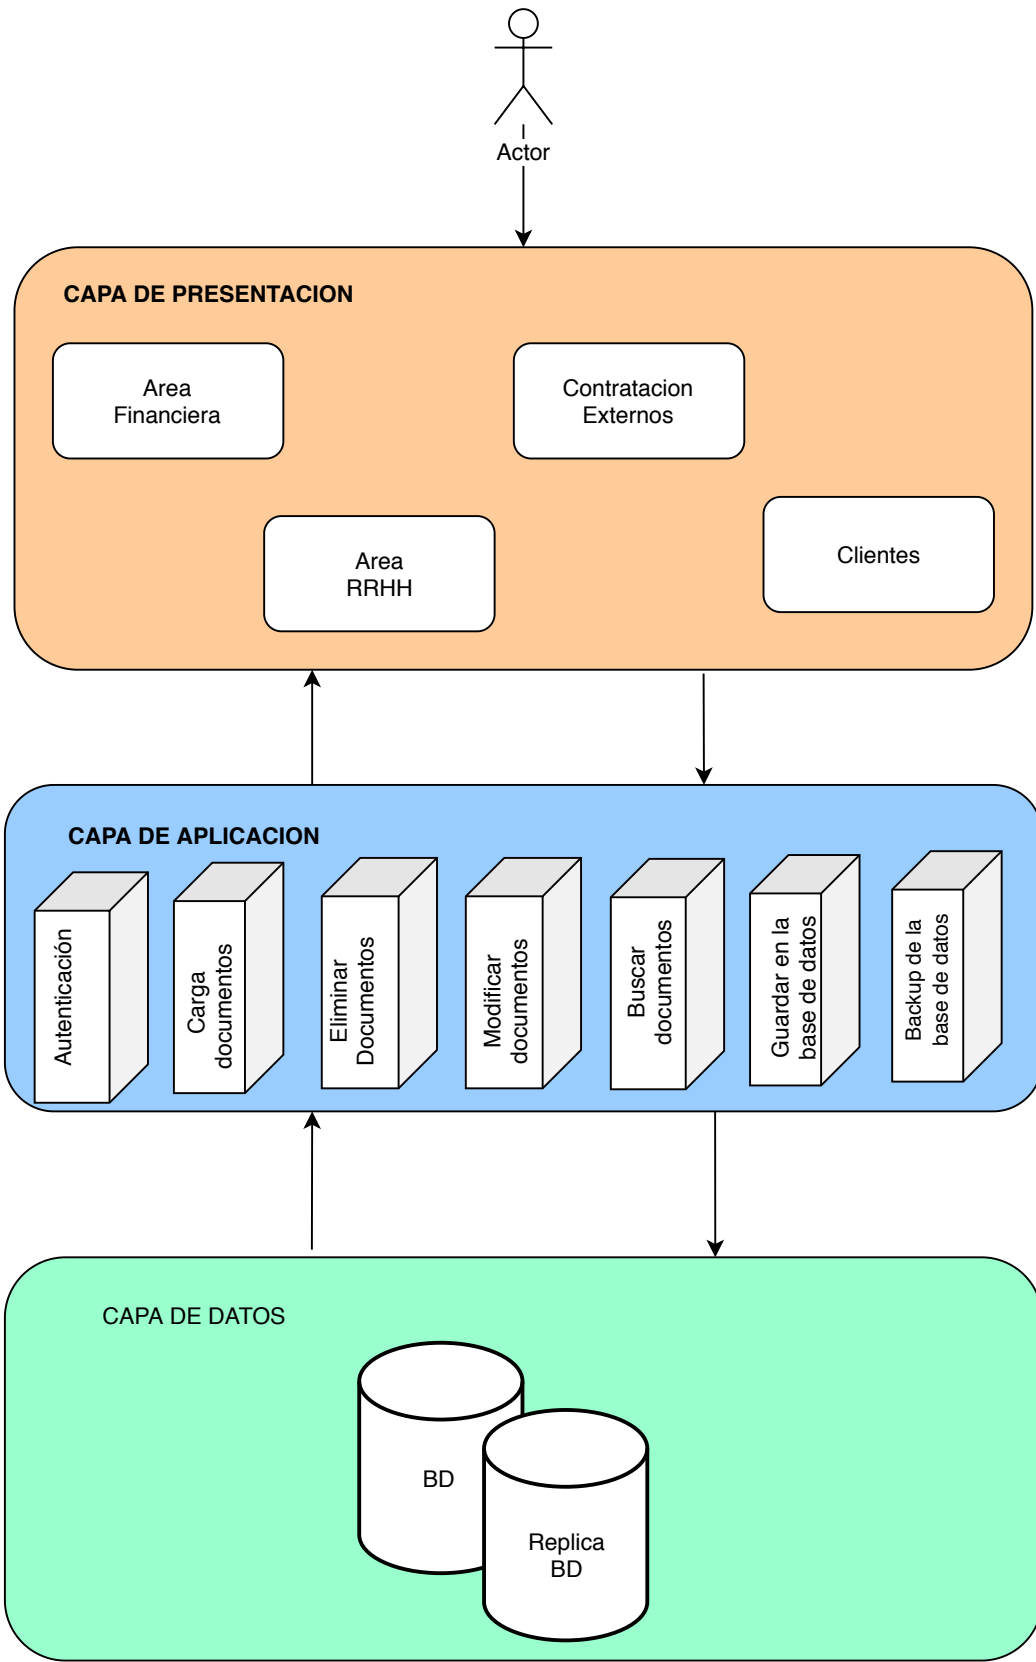 Actor
CAPA DE PRESENTACION
Area
Financiera
Contratacion
Externos
Area
RRHH
Clientes
CAPA DE APLICACION
Autenticación
Carga
documentos
Eliminar
Documentos
Modificar
documentos
Buscar
documentos
Guardar en la
base de datos
Backup de la
base de datos
CAPA DE DATOS
BD
Replica
BD